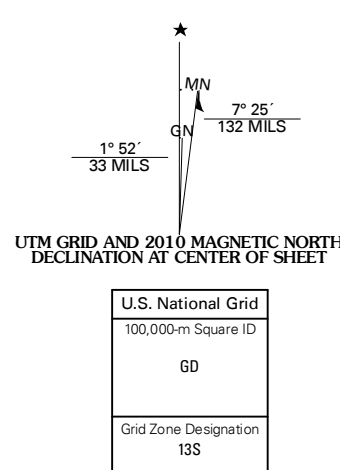 ★
MN
GN
7° 25´
132 MILS
1° 52´
33 MILS
UTM GRID AND 2010 MAGNETIC NORTH
DECLINATION AT CENTER OF SHEET
U.S. National Grid
100,000-m Square ID
GD
Grid Zone Designation
13S